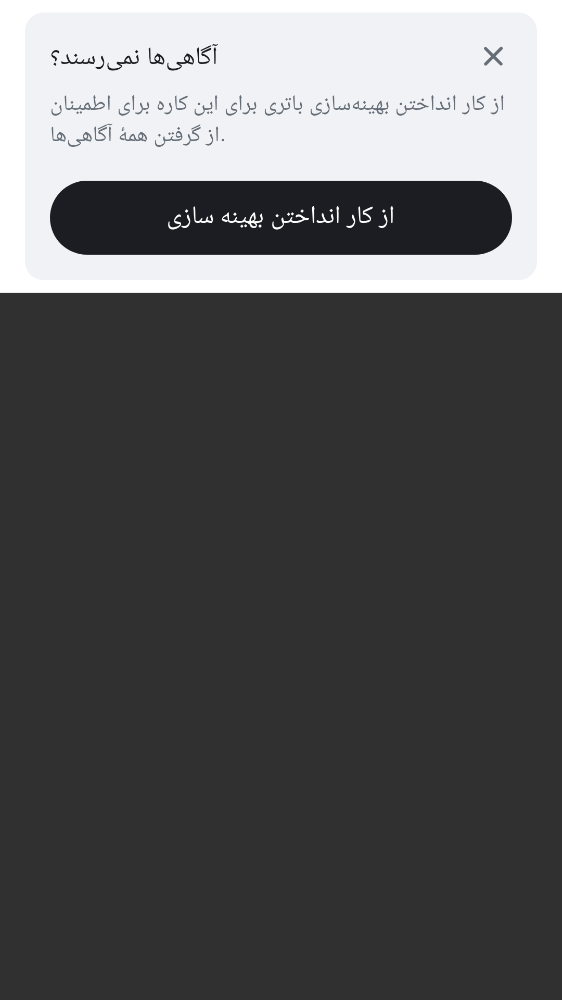 آگاهی‌ها نمی‌رسند؟
از کار انداختن بهینه‌سازی باتری برای این کاره برای اطمینان
از گرفتن همهٔ آگاهی‌ها.
از کار انداختن بهینه سازی